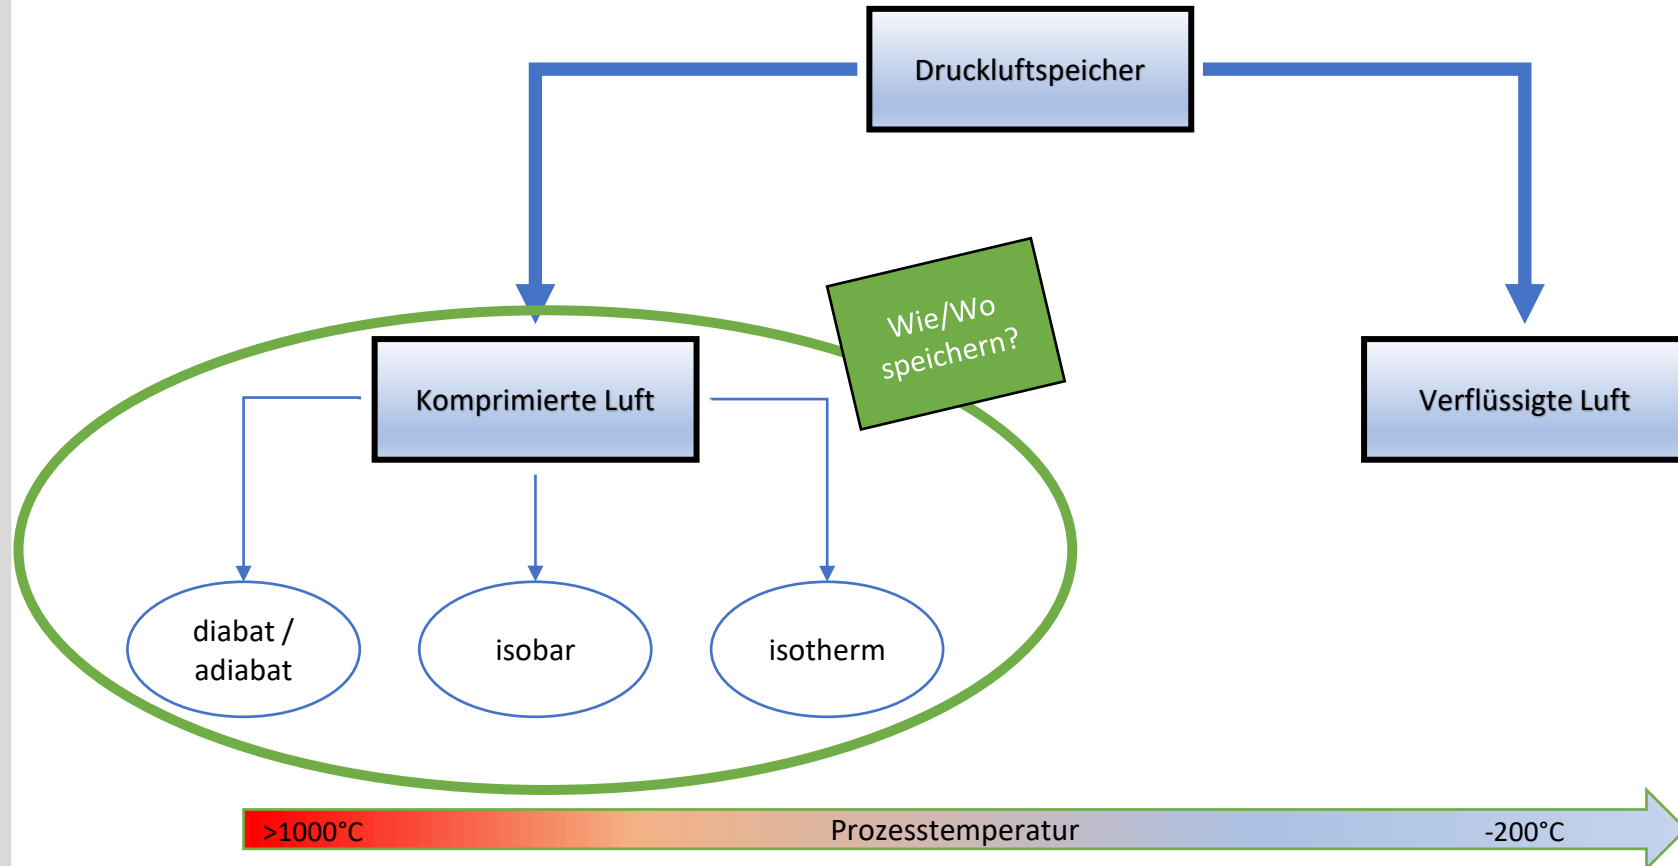 Druckluftspeicher
Wie/Wo
speichern?
Komprimierte Luft
Verflüssigte Luft
diabat /
adiabat
isobar
isotherm
>1000°C
Prozesstemperatur
-200°C